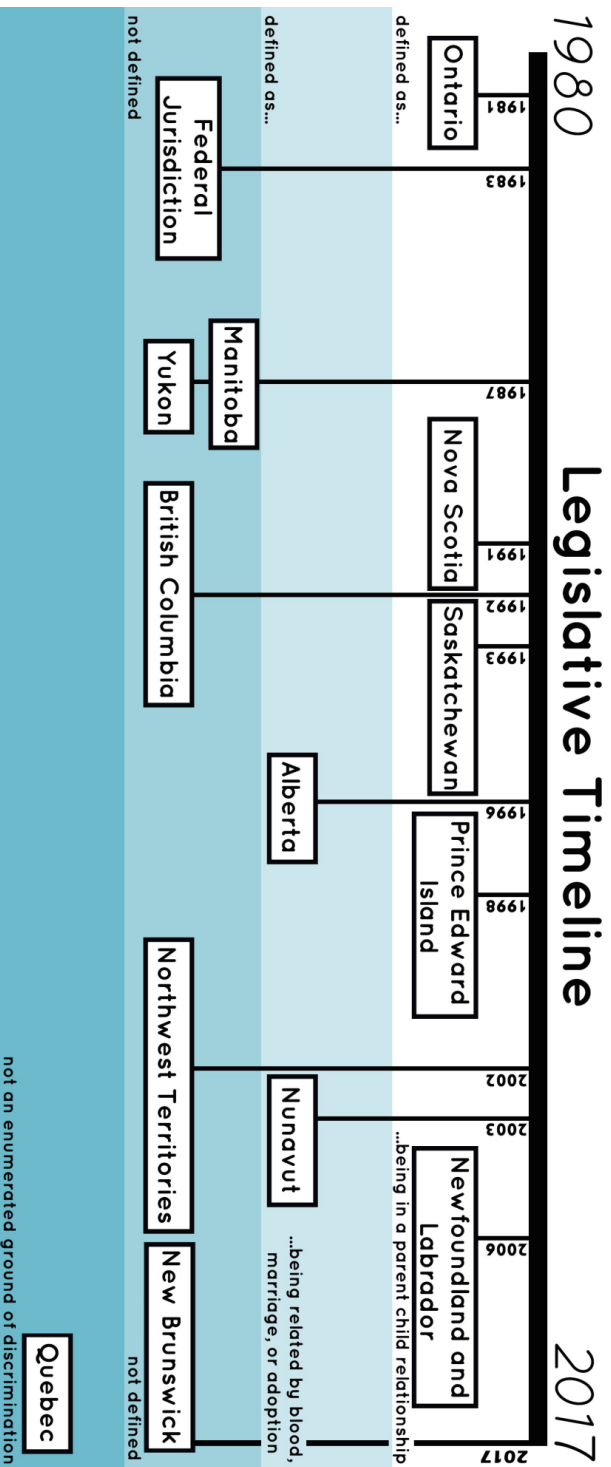 Legislative Timeline
1980
2017
1981
1983
1987
1991
1992
1993
1996
1998
2002
2003
2006
2017
Ontario
Nova Scotia
Saskatchewan
Prince Edward
Island
Newfoundland and
Labrador
defined as...
...being in a parent child relationship
Alberta
Nunavut
defined as...
...being related by blood,
marriage, or adoption
Federal
Jurisdiction
Manitoba
Yukon
British Columbia
Northwest Territories
New Brunswick
not defined
not defined
Quebec
not an enumerated ground of discrimination